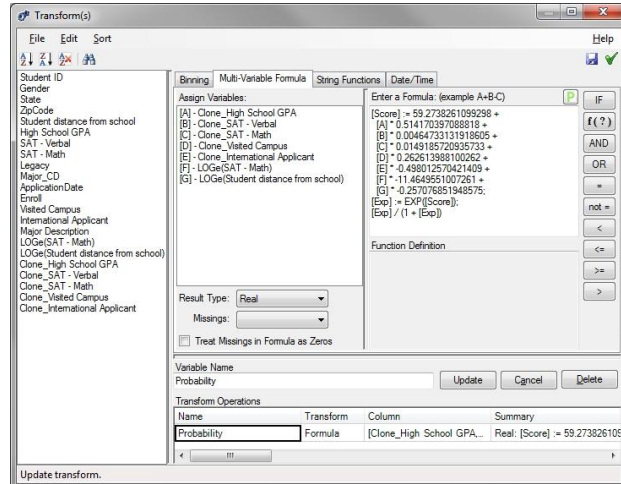 Transform(s)
File Edit Sort Help
Student ID
Gender
State
ZipCode
Student distance from school
High School GPA
SAT - Verbal
SAT - Math
Legacy
Major_CD
ApplicationDate
Enroll
Visited Campus
International Applicant
Major Description
LOGe(SAT - Math)
LOGe(Student distance from school)
Clone_High School GPA
Clone_SAT - Verbal
Clone_SAT - Math
Clone_Visited Campus
Clone_International Applicant
Binning Multi-Variable Formula String Functions Date/Time
Assign Variables:
[A] - Clone_High School GPA
[B] - Clone_SAT - Verbal
[C] - Clone_SAT - Math
[D] - Clone_Visited Campus
[E] - Clone_International Applicant
[F] - LOGe(SAT - Math)
[G] - LOGe(Student distance from school)
Result Type: Real
Missings:
Treat Missings in Formula as Zeros
Enter a Formula: (example A+B-C)
P
[Score] := 59.2738261099298 +
[A] * 0.514170397088818 +
[B] * 0.00464733131918605 +
[C] * 0.0149185720935733 +
[D] * 0.262613988100262 +
[E] * -0.498012570421409 +
[F] * -11.4649551007261 +
[G] * -0.257076851948575;
[Exp] := EXP([Score]);
[Exp] / (1 + [Exp])
Function Definition
IF
f(?)
AND
OR
=
not =
<
<=
>=
>
Variable Name
Probability
Update Cancel Delete
Transform Operations
Name Transform Column Summary
Probability Formula [Clone_High School GPA,... Real: [Score] := 59.27382610
Update transform.